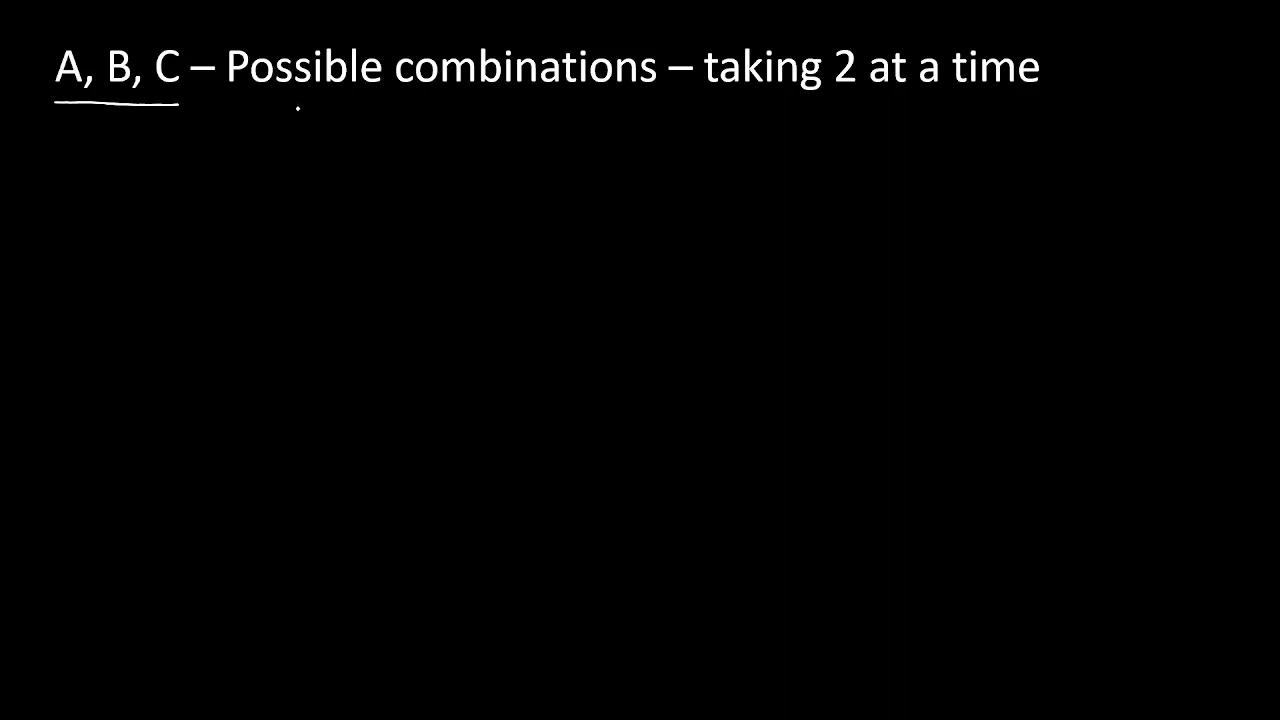 A, B, C – Possible combinations – taking 2 at a time